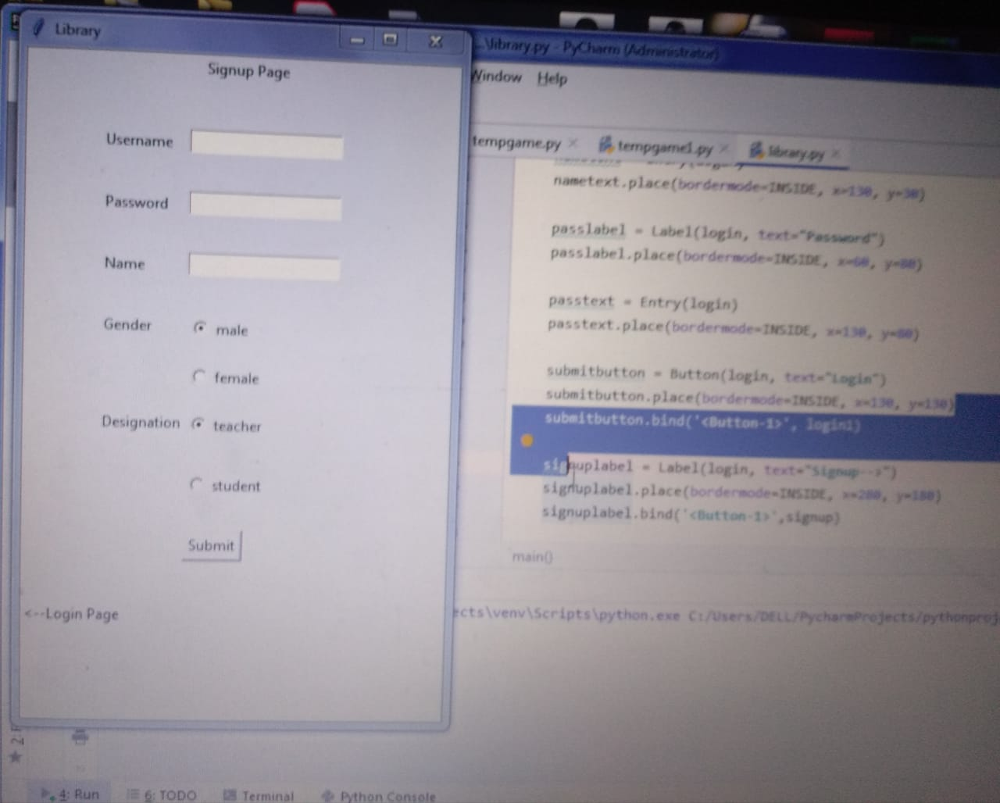 Library
Signup Page
Username
Password
Name
Gender
male
female
Designation
teacher
student
Submit
<--Login Page
..\library.py - PyCharm (Administrator)
Window Help
tempgame.py
tempgame1.py
library.py
nametext.place(bordermode=INSIDE, x=130, y=30)
passlabel = Label(login, text="Password")
passlabel.place(bordermode=INSIDE, x=60, y=80)
passtext = Entry(login)
passtext.place(bordermode=INSIDE, x=130, y=80)
submitbutton = Button(login, text="Login")
submitbutton.place(bordermode=INSIDE, x=130, y=130)
submitbutton.bind('<Button-1>', login1)
signuplabel = Label(login, text="Signup-->")
signuplabel.place(bordermode=INSIDE, x=280, y=180)
signuplabel.bind('<Button-1>',signup)
main()
ects\venv\Scripts\python.exe C:/Users/DELL/PycharmProjects/pythonproj
4: Run
6: TODO
Terminal
Python Console